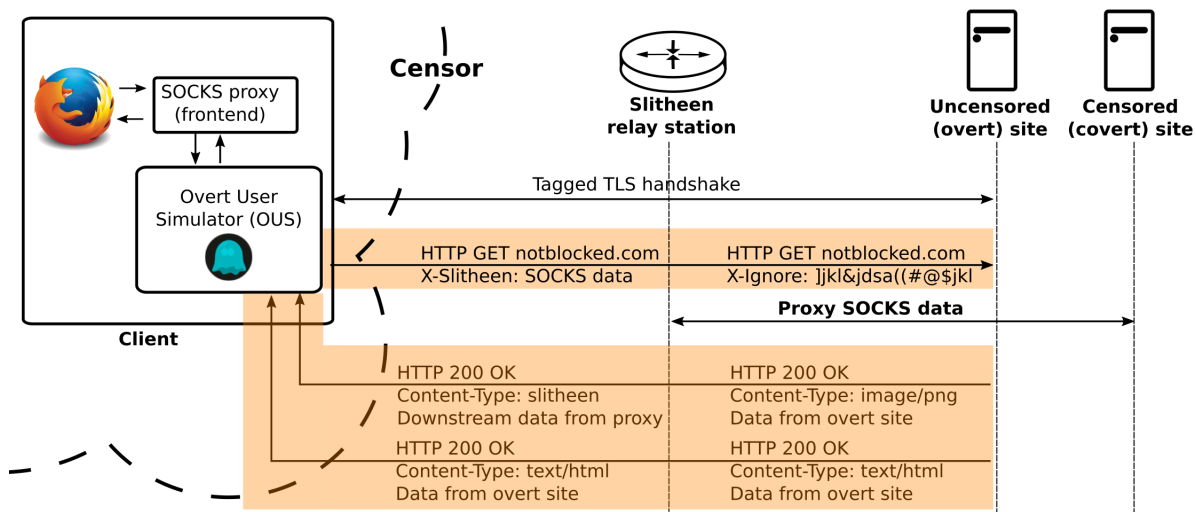 Censor
SOCKS proxy
(frontend)
Slitheen
relay station
Uncensored
(overt) site
Censored
(covert) site
Overt User
Simulator (OUS)
Tagged TLS handshake
HTTP GET notblocked.com
X-Slitheen: SOCKS data
HTTP GET notblocked.com
X-Ignore: ]jkl&jdsa((#@$jkl
Proxy SOCKS data
Client
HTTP 200 OK
Content-Type: slitheen
Downstream data from proxy
HTTP 200 OK
Content-Type: image/png
Data from overt site
HTTP 200 OK
Content-Type: text/html
Data from overt site
HTTP 200 OK
Content-Type: text/html
Data from overt site